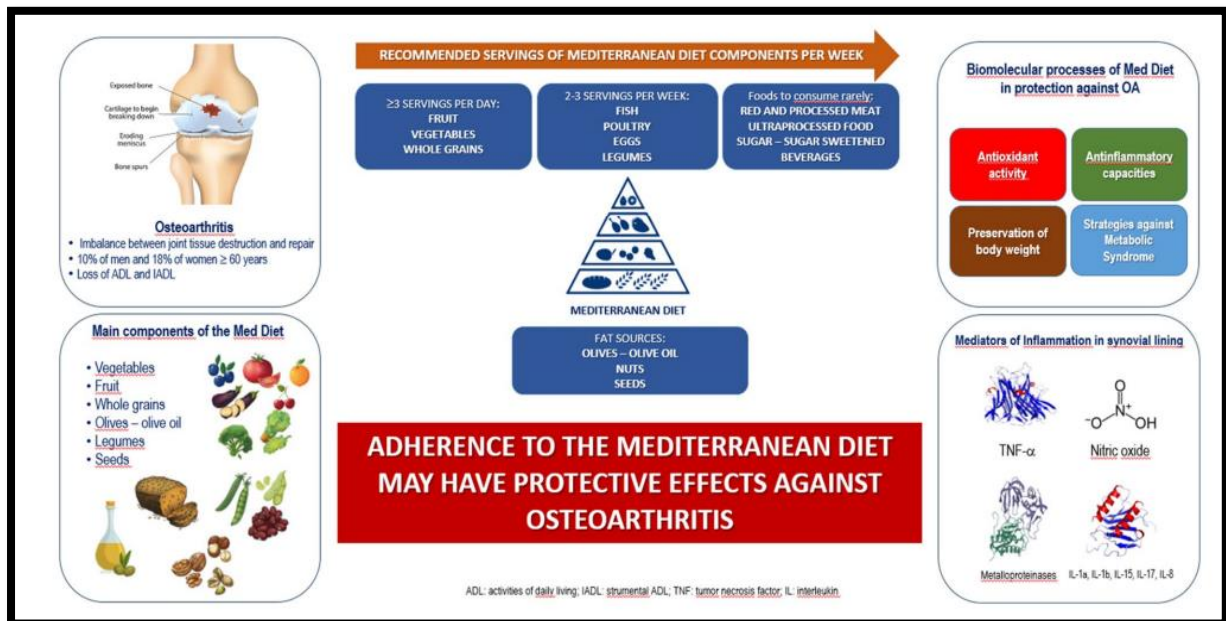 Exposed bone
Cartilage to begin
breaking down
Eroding
meniscus
Bone spurs
Osteoarthritis
• Imbalance between joint tissue destruction and repair
• 10% of men and 18% of women ≥ 60 years
• Loss of ADL and IADL
Main components of the Med Diet
• Vegetables
• Fruit
• Whole grains
• Olives – olive oil
• Legumes
• Seeds
RECOMMENDED SERVINGS OF MEDITERRANEAN DIET COMPONENTS PER WEEK
≥3 SERVINGS PER DAY:
FRUIT
VEGETABLES
WHOLE GRAINS
2-3 SERVINGS PER WEEK:
FISH
POULTRY
EGGS
LEGUMES
Foods to consume rarely:
RED AND PROCESSED MEAT
ULTRAPROCESSED FOOD
SUGAR – SUGAR SWEETENED
BEVERAGES
MEDITERRANEAN DIET
FAT SOURCES:
OLIVES – OLIVE OIL
NUTS
SEEDS
ADHERENCE TO THE MEDITERRANEAN DIET
MAY HAVE PROTECTIVE EFFECTS AGAINST
OSTEOARTHRITIS
ADL: activities of daily living; IADL: strumental ADL; TNF: tumor necrosis factor; IL: interleukin
Biomolecular processes of Med Diet
in protection against OA
Antioxidant
activity
Antinflammatory
capacities
Preservation of
body weight
Strategies against
Metabolic
Syndrome
Mediators of Inflammation in synovial lining
TNF-α
O
⁻O N⁺ OH
Nitric oxide
Metalloproteinases
IL-1a, IL-1b, IL-15, IL-17, IL-8